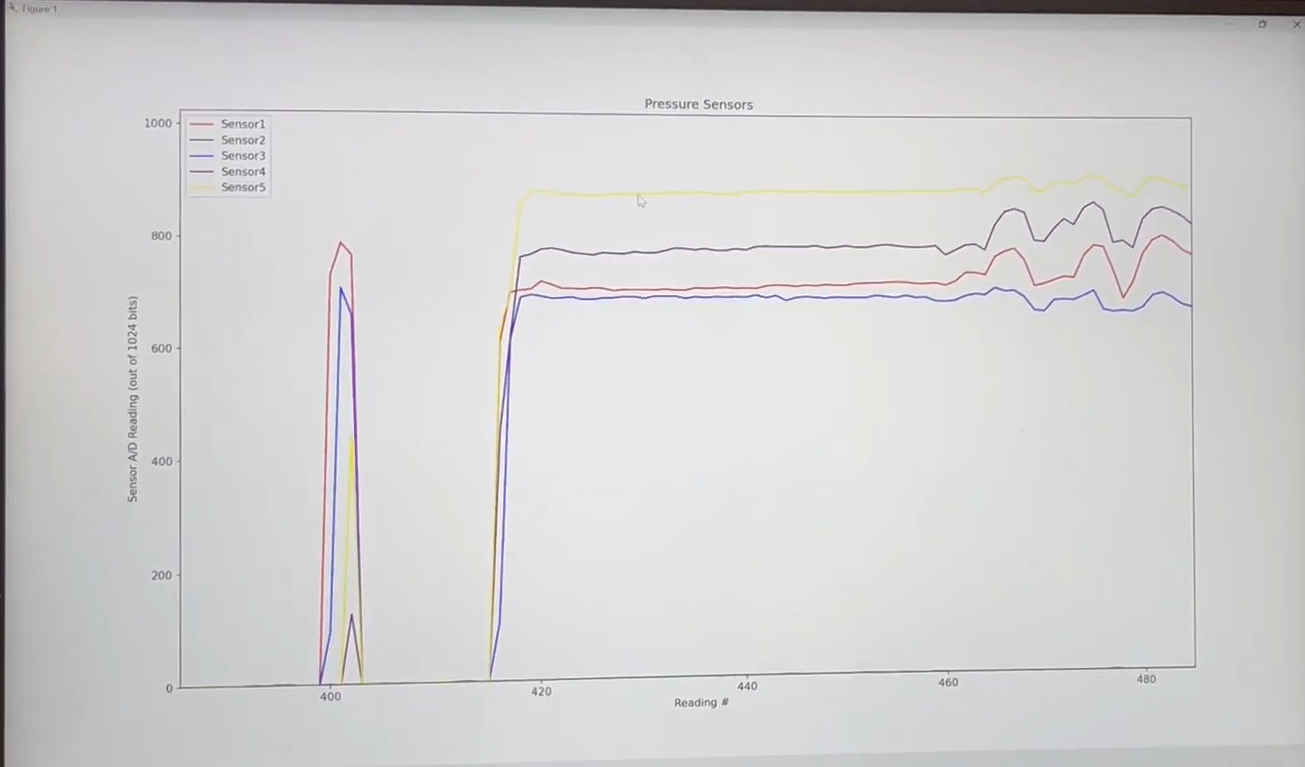 Figure 1
Pressure Sensors
Sensor1
Sensor2
Sensor3
Sensor4
Sensor5
1000
800
600
400
200
0
Sensor A/D Reading (out of 1024 bits)
400
420
440
460
480
Reading #